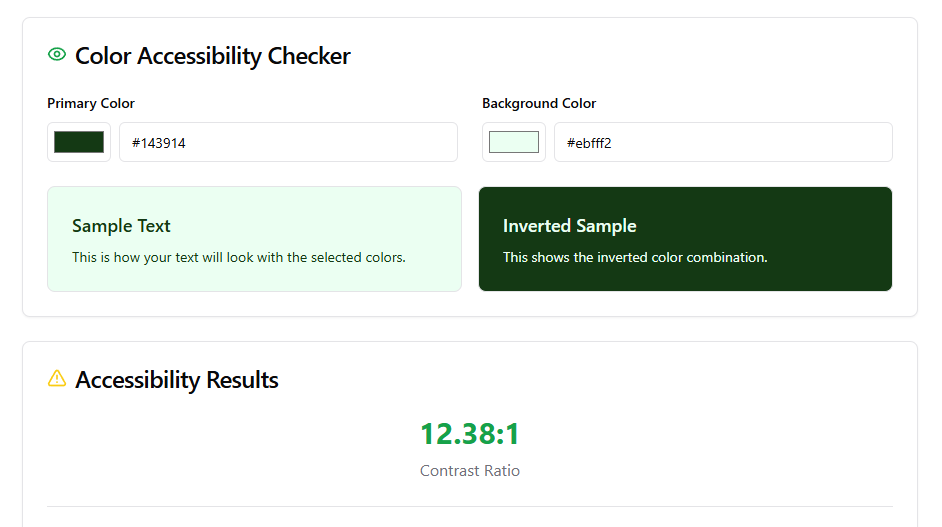 Color Accessibility Checker
Primary Color
Background Color
#143914
#ebfff2
Sample Text
This is how your text will look with the selected colors.
Inverted Sample
This shows the inverted color combination.
Accessibility Results
12.38:1
Contrast Ratio